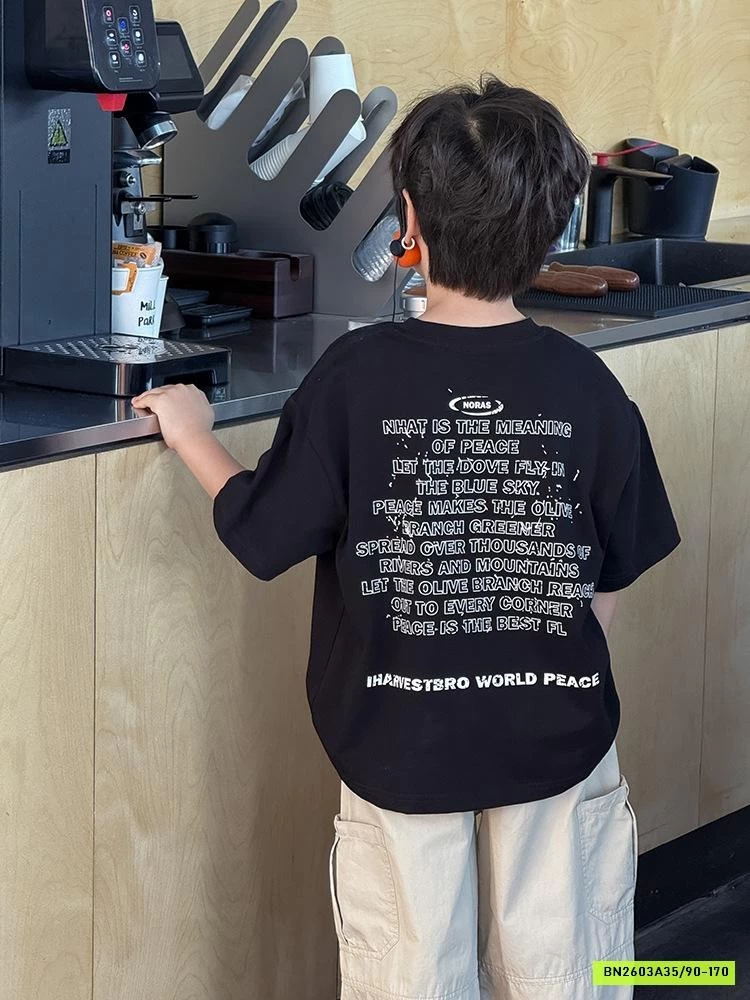 MILK
PARK
NORAS
NHAT IS THE MEANING
OF PEACE
LET THE DOVE FLY IN
THE BLUE SKY.
PEACE MAKES THE OLIVE
BRANCH GREENER
SPREAD OVER THOUSANDS OF
RIVERS AND MOUNTAINS
LET THE OLIVE BRANCH REACH
OUT TO EVERY CORNER
PEACE IS THE BEST FL
IHARVESTBRO WORLD PEACE
BN2603A35/90-170